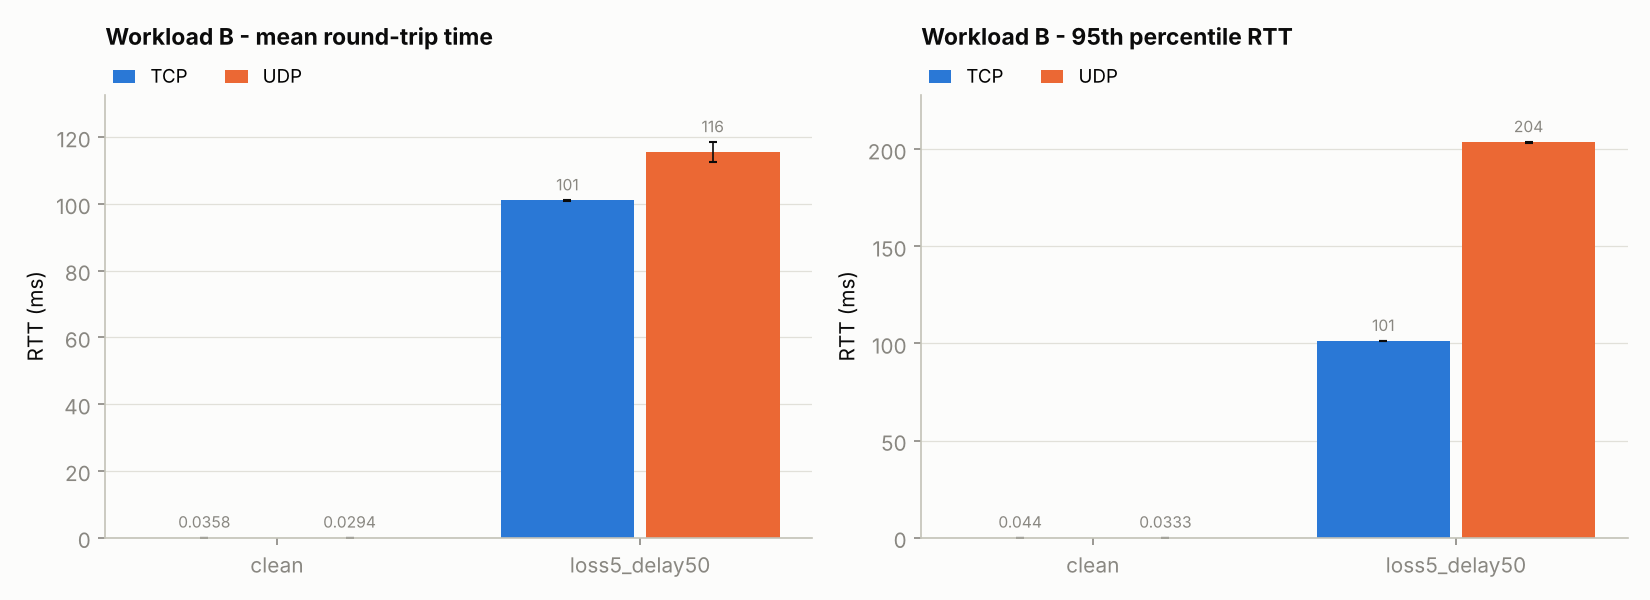 Workload B - mean round-trip time
TCP UDP
RTT (ms)
120
100
80
60
40
20
0
116
101
0.0358 0.0294
clean loss5_delay50
Workload B - 95th percentile RTT
TCP UDP
RTT (ms)
200
150
100
50
0
204
101
0.044 0.0333
clean loss5_delay50